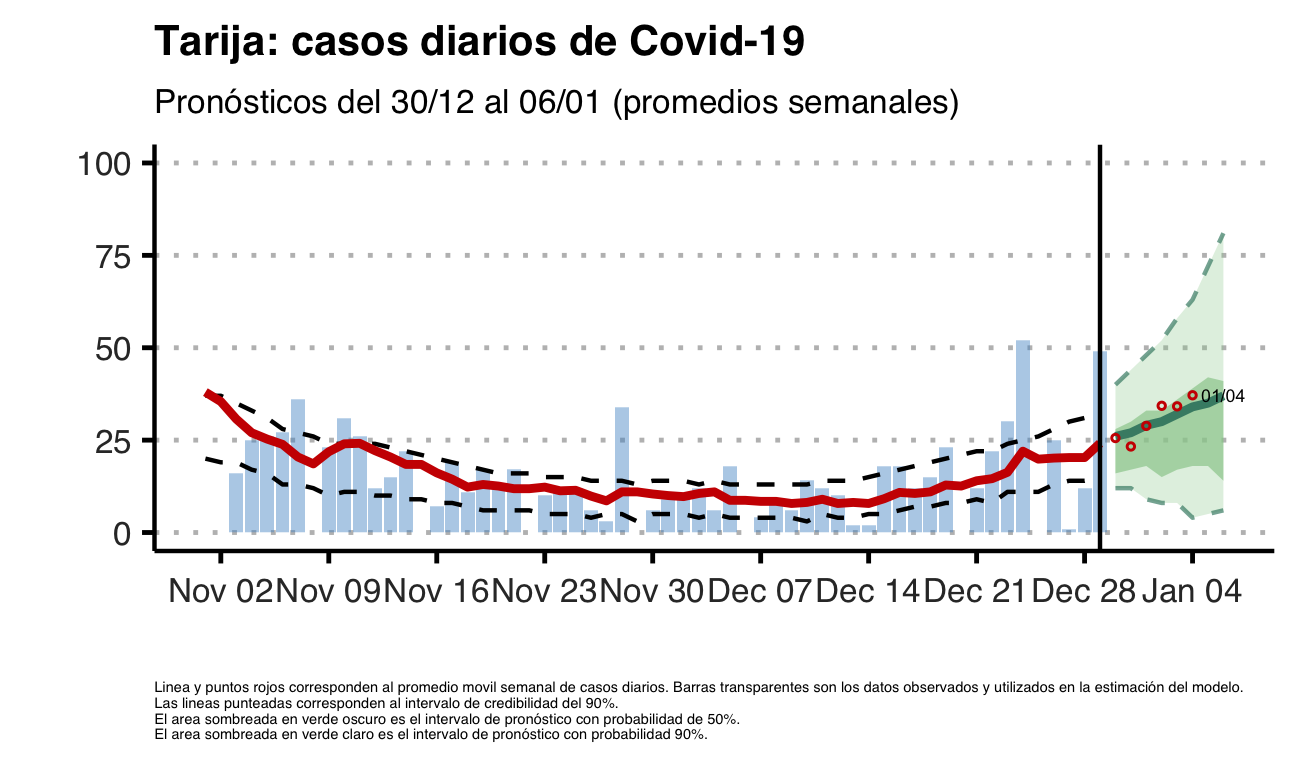 Tarija: casos diarios de Covid-19
Pronósticos del 30/12 al 06/01 (promedios semanales)
100
75
50
25
0
01/04
Nov 02 Nov 09 Nov 16 Nov 23 Nov 30 Dec 07 Dec 14 Dec 21 Dec 28 Jan 04
Linea y puntos rojos corresponden al promedio movil semanal de casos diarios. Barras transparentes son los datos observados y utilizados en la estimación del modelo.
Las lineas punteadas corresponden al intervalo de credibilidad del 90%.
El area sombreada en verde oscuro es el intervalo de pronóstico con probabilidad de 50%.
El area sombreada en verde claro es el intervalo de pronóstico con probabilidad 90%.